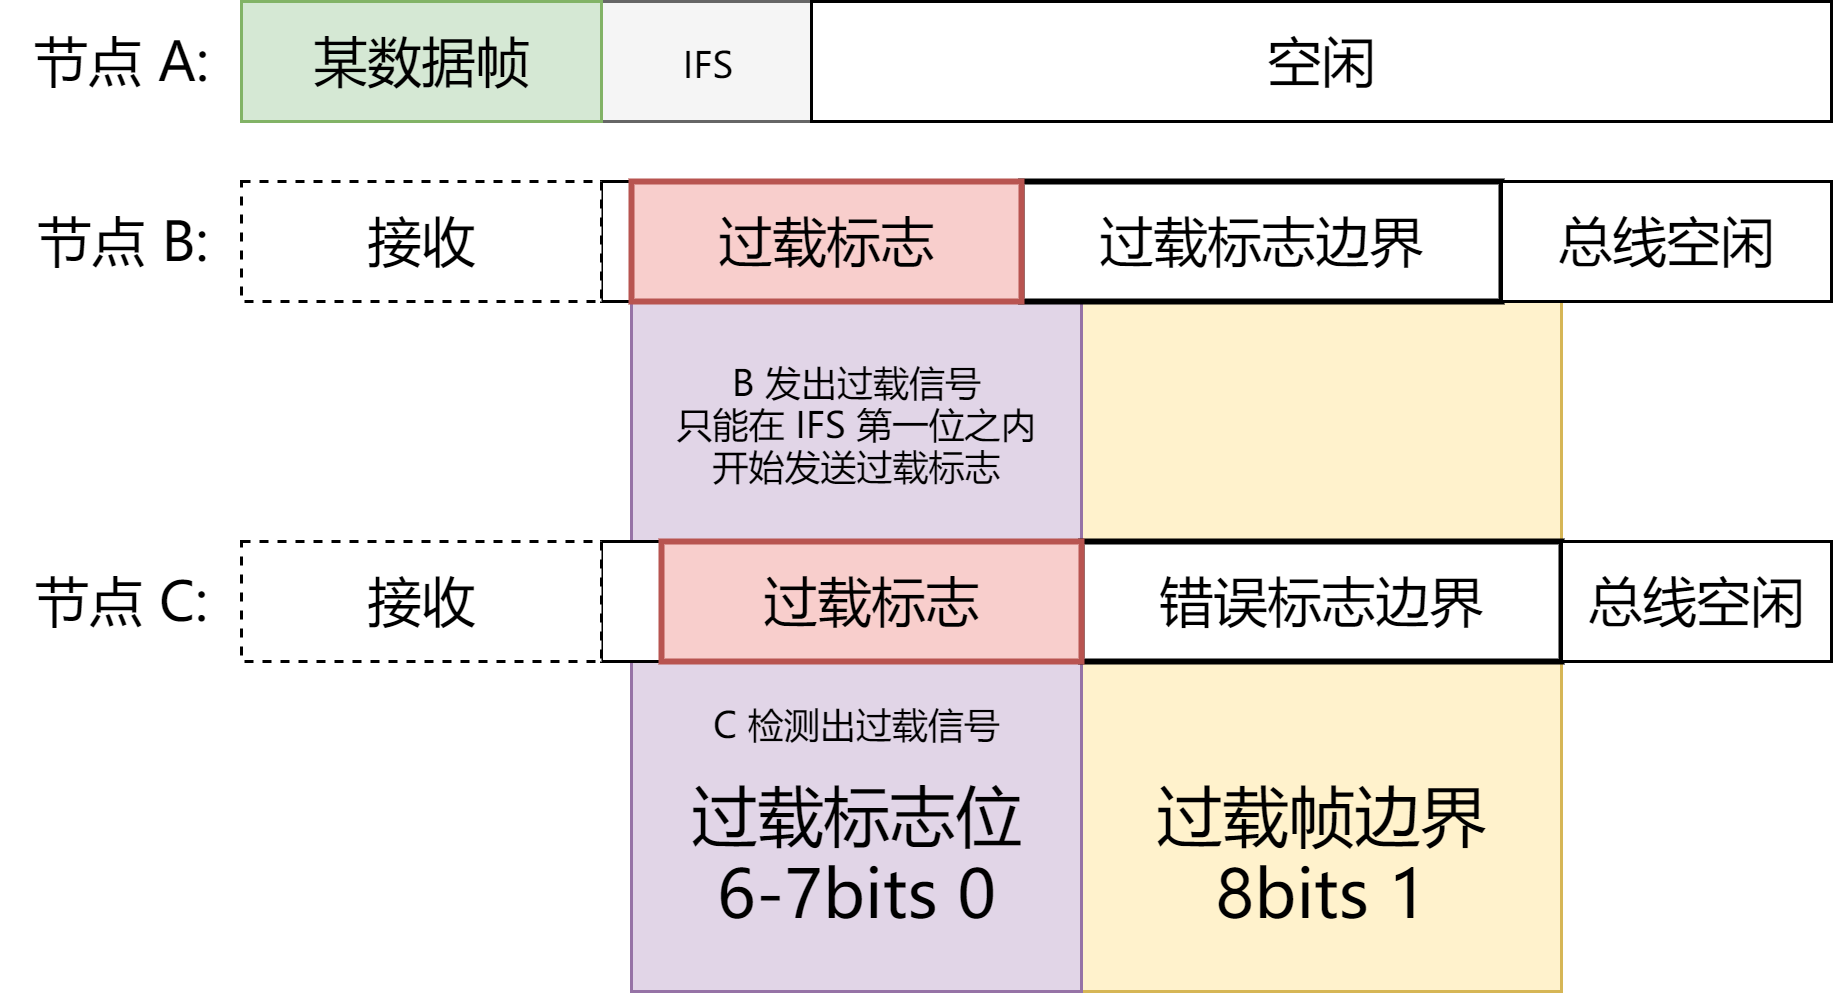 节点 A:
某数据帧
IFS
空闲
节点 B:
接收
过载标志
过载标志边界
总线空闲
B 发出过载信号
只能在 IFS 第一位之内
开始发送过载标志
节点 C:
接收
过载标志
错误标志边界
总线空闲
C 检测出过载信号
过载标志位
6-7bits 0
过载帧边界
8bits 1